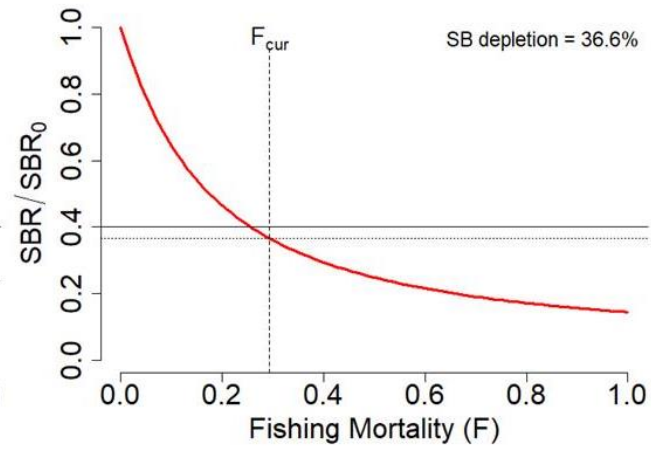 F_cur
SB depletion = 36.6%
SBR / SBR₀
1.0
0.8
0.6
0.4
0.2
0.0
0.0 0.2 0.4 0.6 0.8 1.0
Fishing Mortality (F)